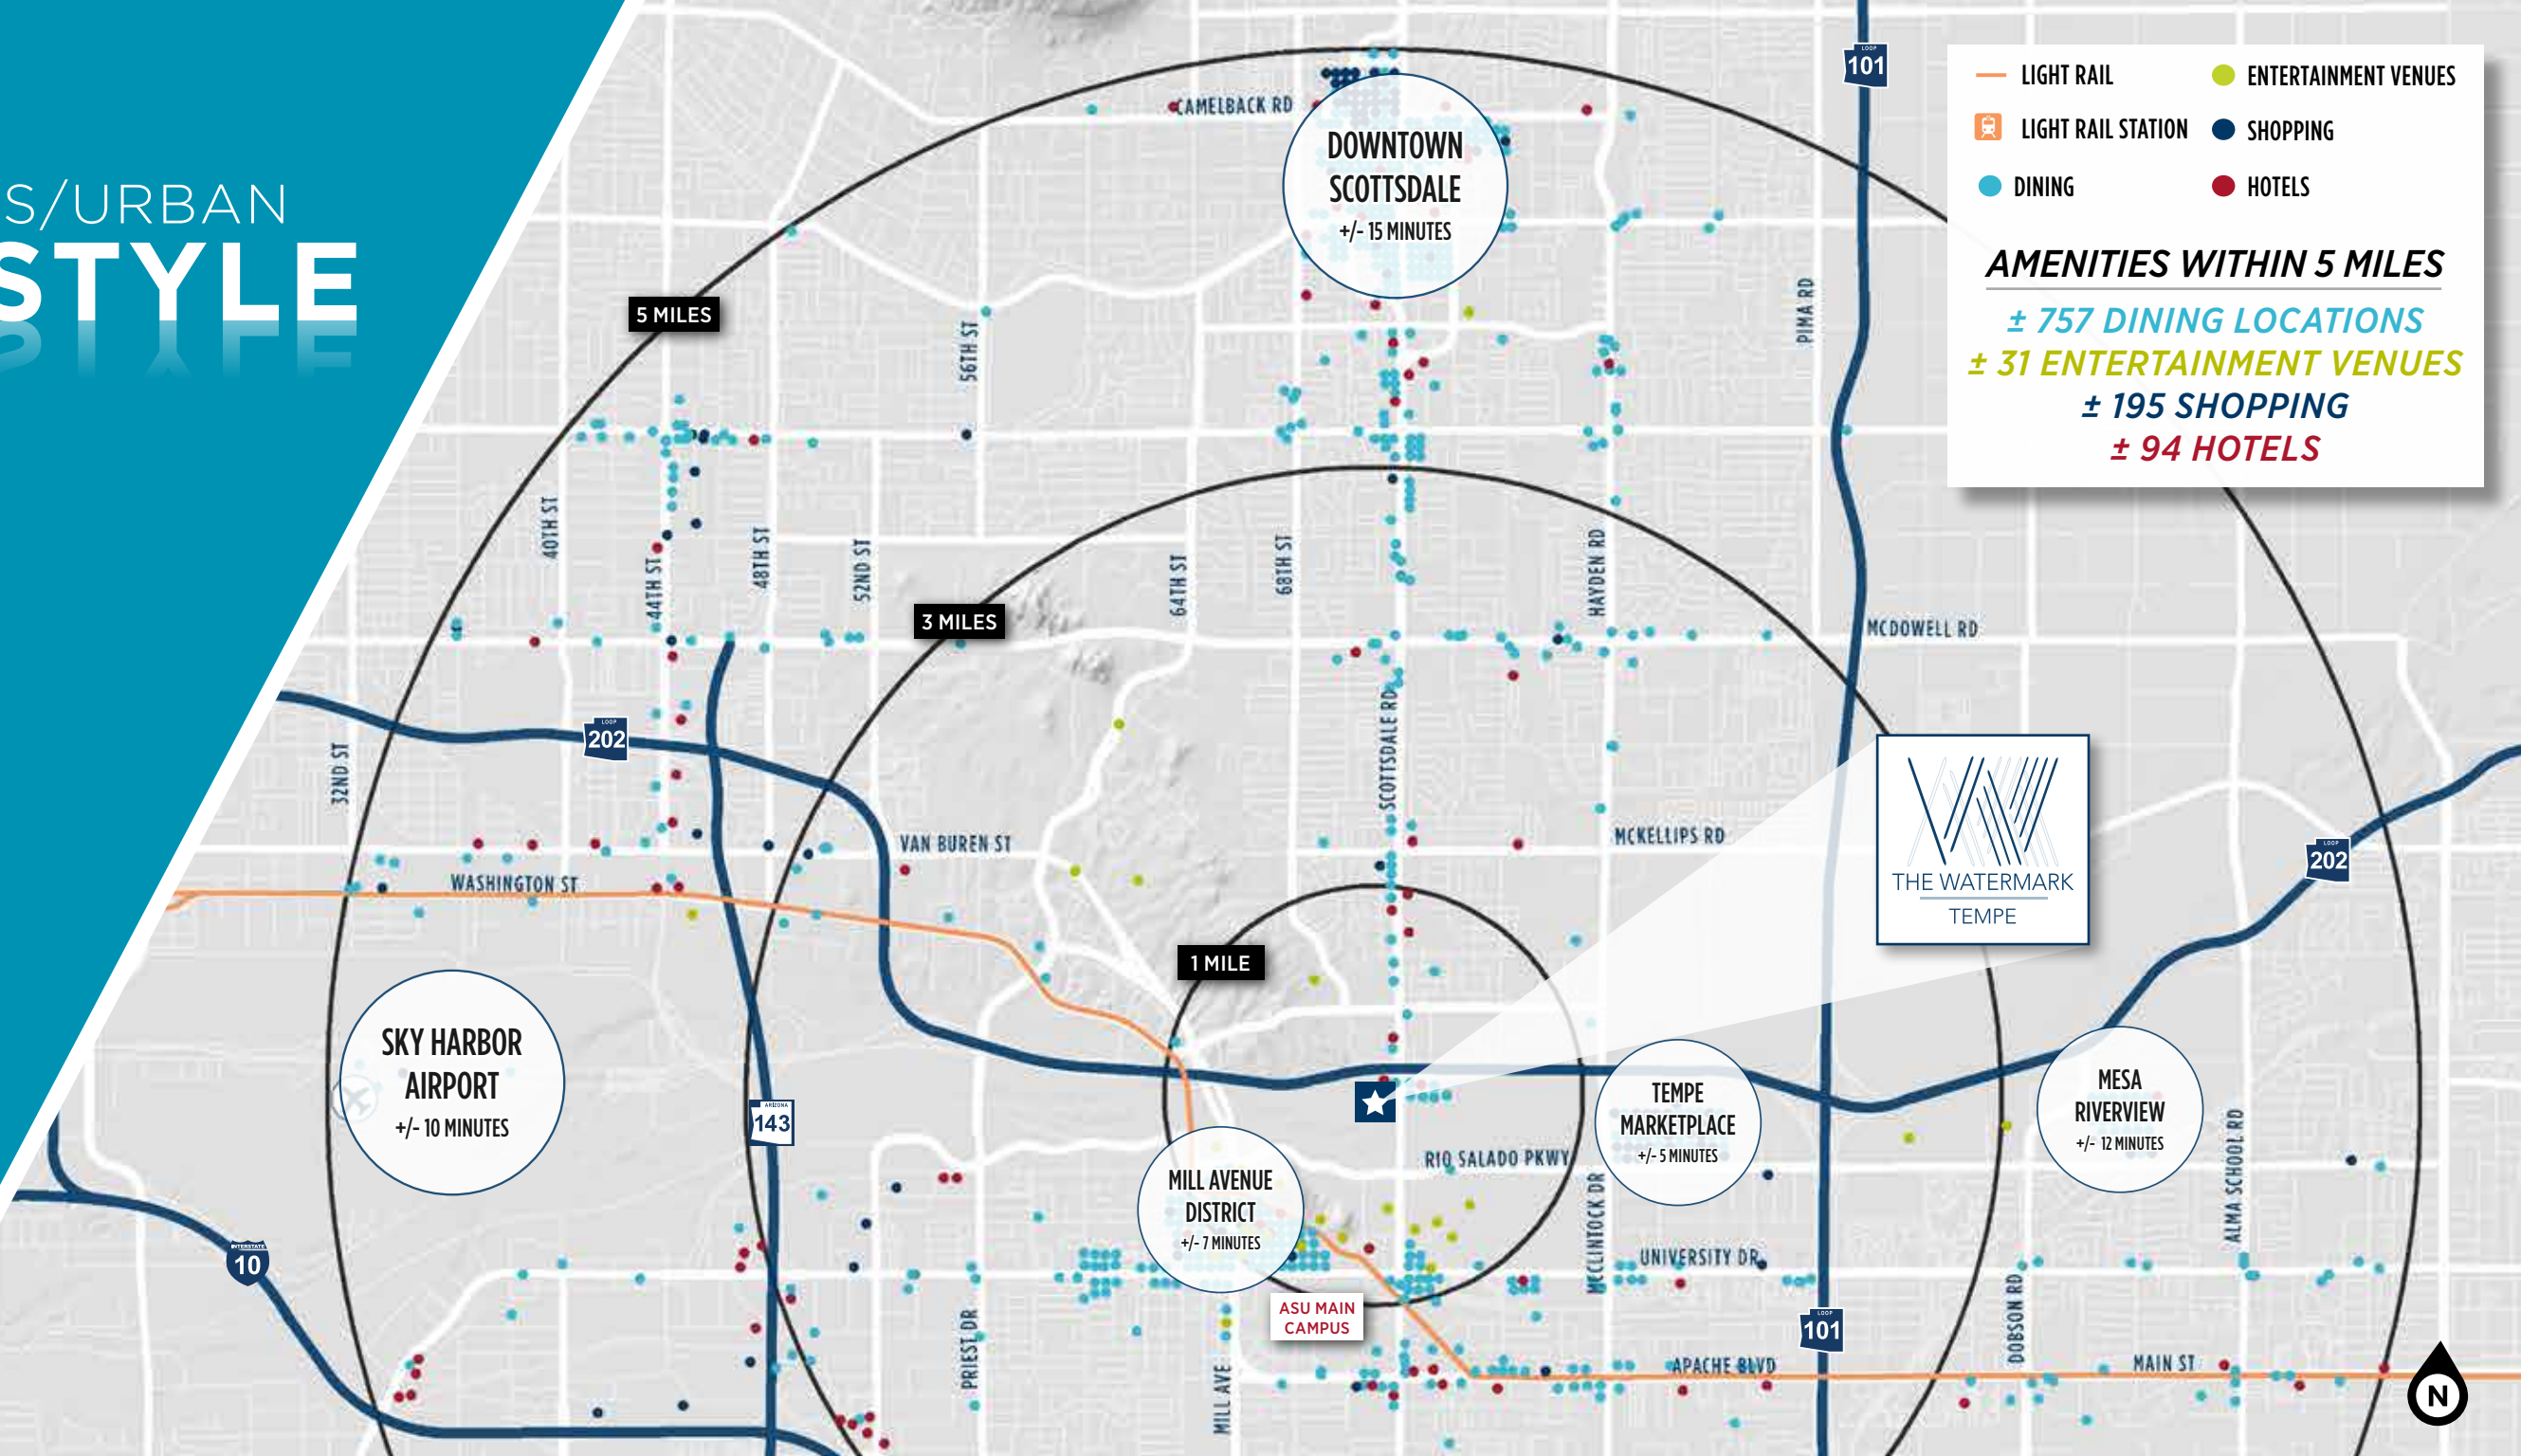 S/URBAN
STYLE
LIGHT RAIL
LIGHT RAIL STATION
DINING
ENTERTAINMENT VENUES
SHOPPING
HOTELS
AMENITIES WITHIN 5 MILES
± 757 DINING LOCATIONS
± 31 ENTERTAINMENT VENUES
± 195 SHOPPING
± 94 HOTELS
LOOP
101
CAMELBACK RD
DOWNTOWN
SCOTTSDALE
+/- 15 MINUTES
5 MILES
56TH ST
PIMA RD
40TH ST
44TH ST
48TH ST
52ND ST
64TH ST
68TH ST
HAYDEN RD
3 MILES
MCDOWELL RD
LOOP
202
32ND ST
SCOTTSDALE RD
VAN BUREN ST
MCKELLIPS RD
WASHINGTON ST
THE WATERMARK
TEMPE
LOOP
202
1 MILE
SKY HARBOR
AIRPORT
+/- 10 MINUTES
ARIZONA
143
TEMPE
MARKETPLACE
+/- 5 MINUTES
MESA
RIVERVIEW
+/- 12 MINUTES
MILL AVENUE
DISTRICT
+/- 7 MINUTES
RIO SALADO PKWY
MCCLINTOCK DR
ALMA SCHOOL RD
INTERSTATE
10
UNIVERSITY DR
ASU MAIN
CAMPUS
LOOP
101
PRIEST DR
MILL AVE
DOBSON RD
APACHE BLVD
MAIN ST
N